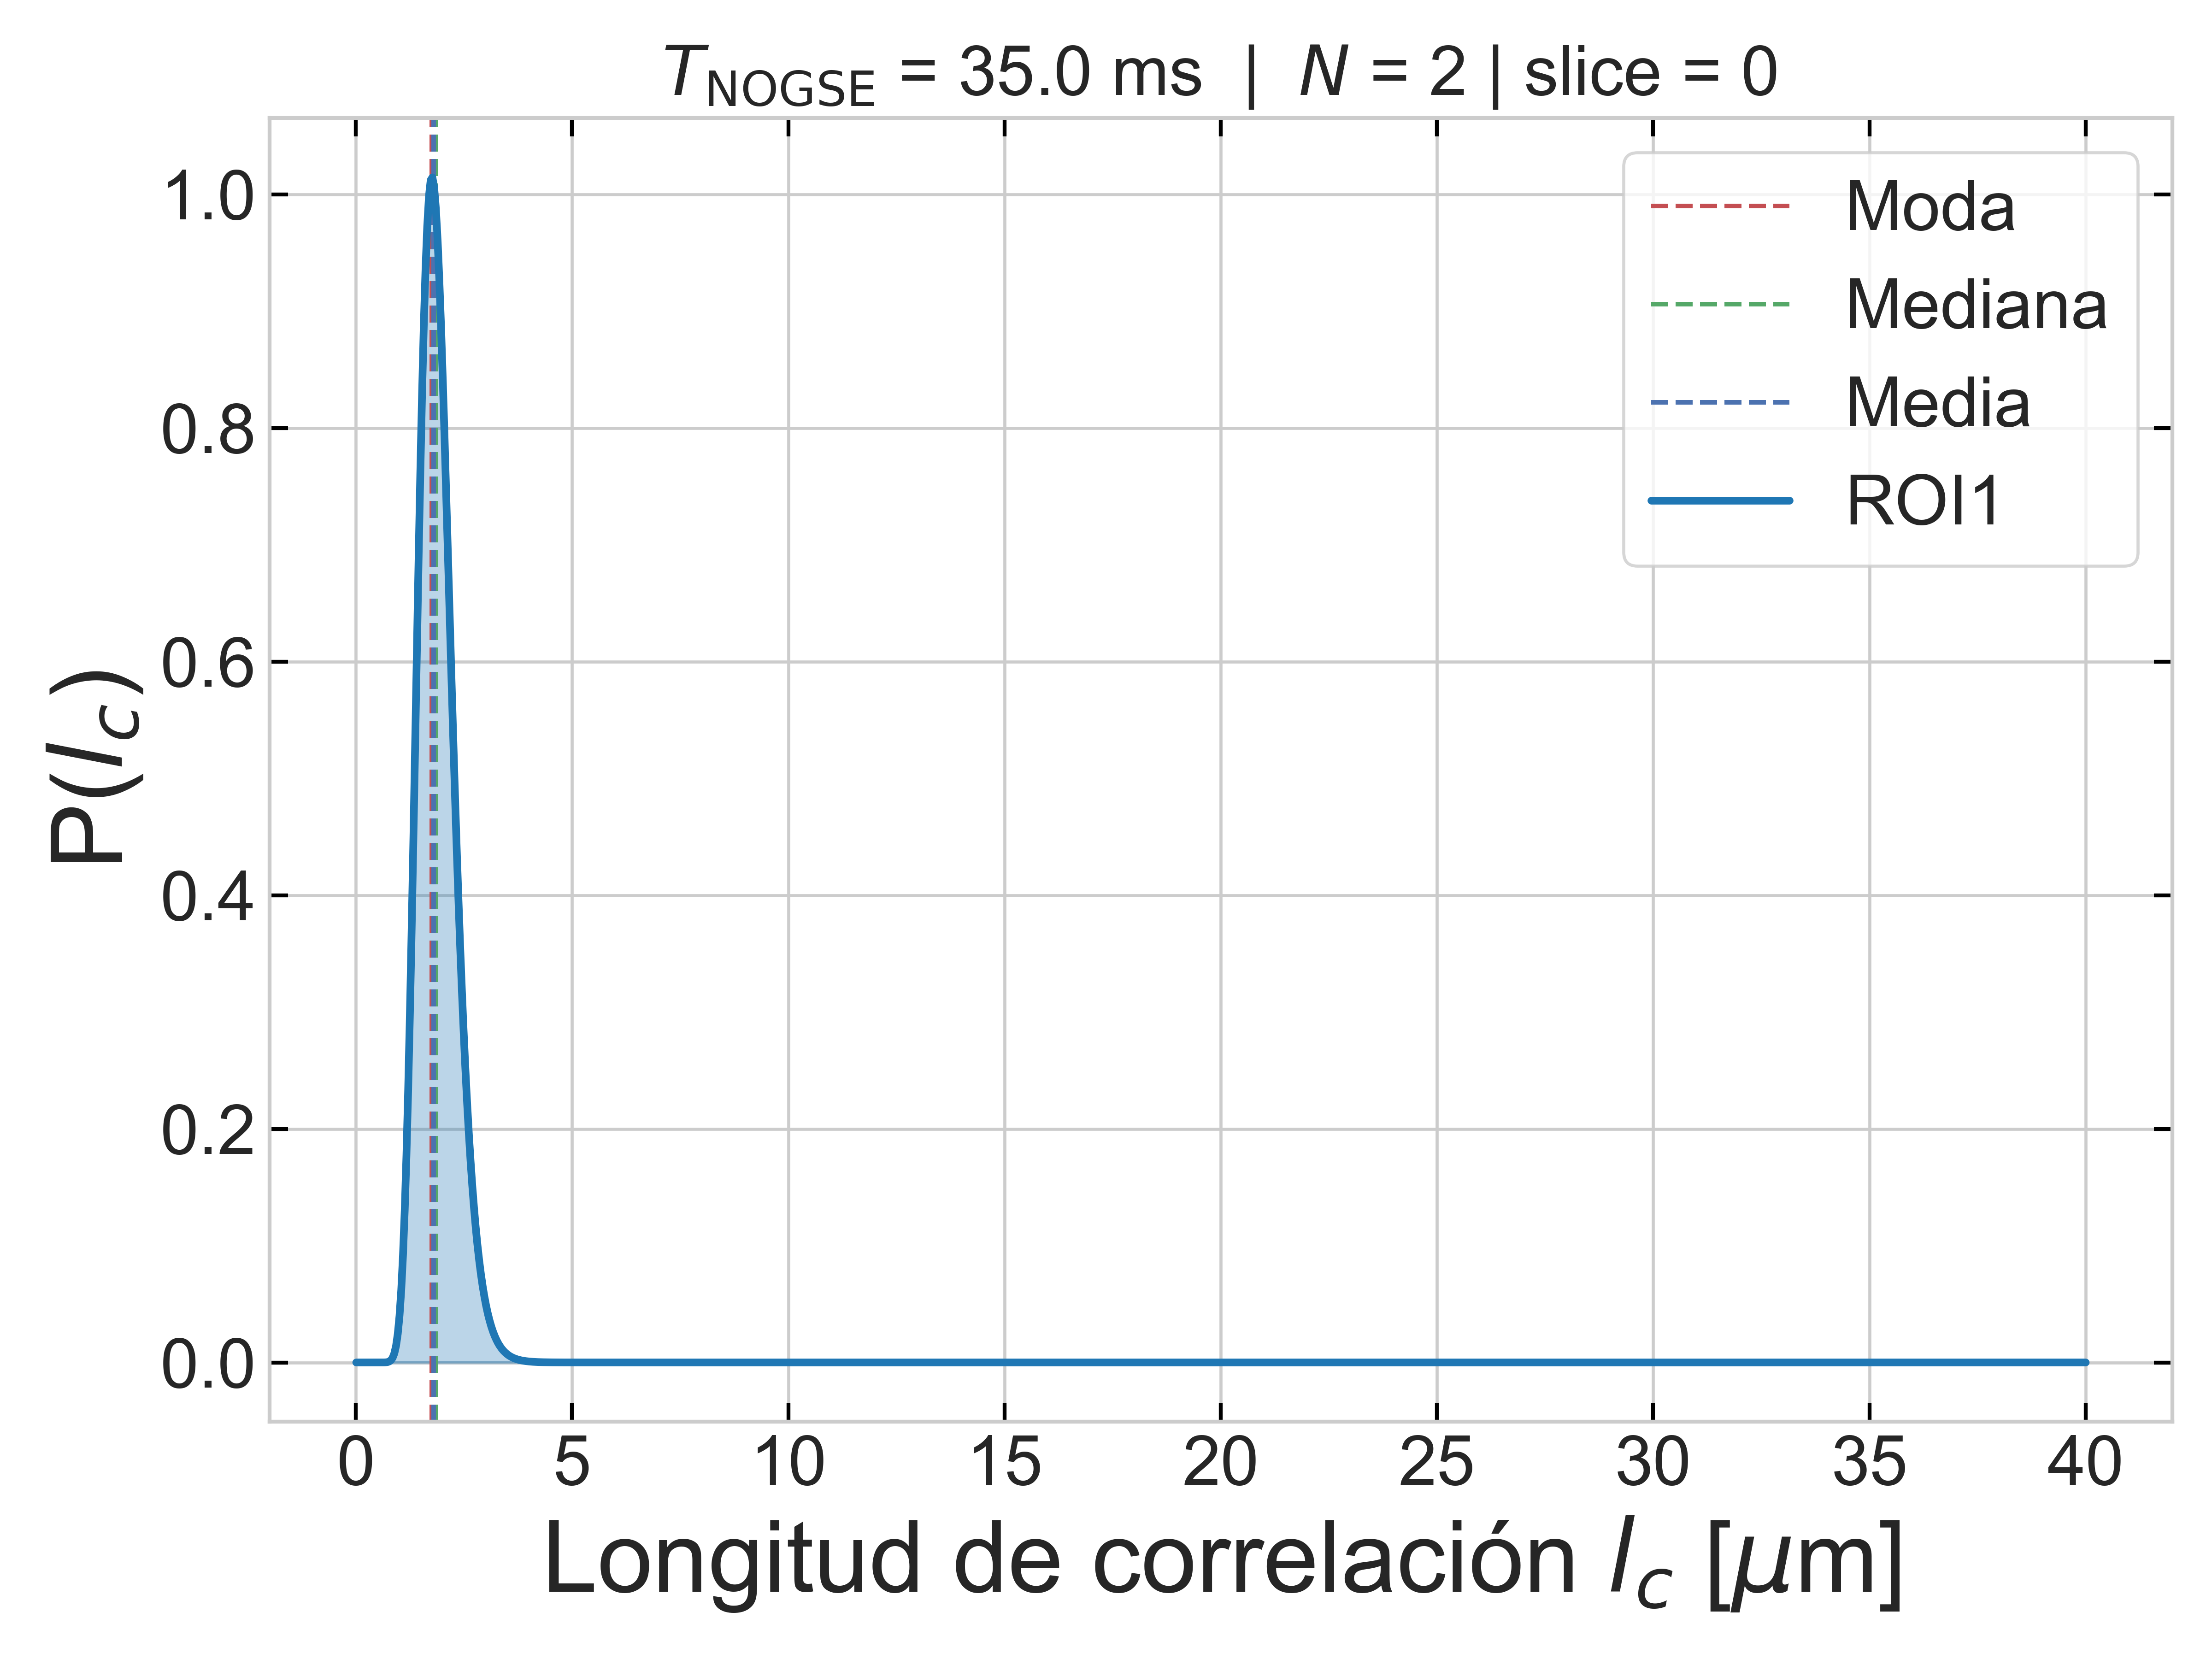 T_NOGSE = 35.0 ms | N = 2 | slice = 0
Moda
Mediana
Media
ROI1
P(l_c)
1.0
0.8
0.6
0.4
0.2
0.0
0 5 10 15 20 25 30 35 40
Longitud de correlación l_c [μm]